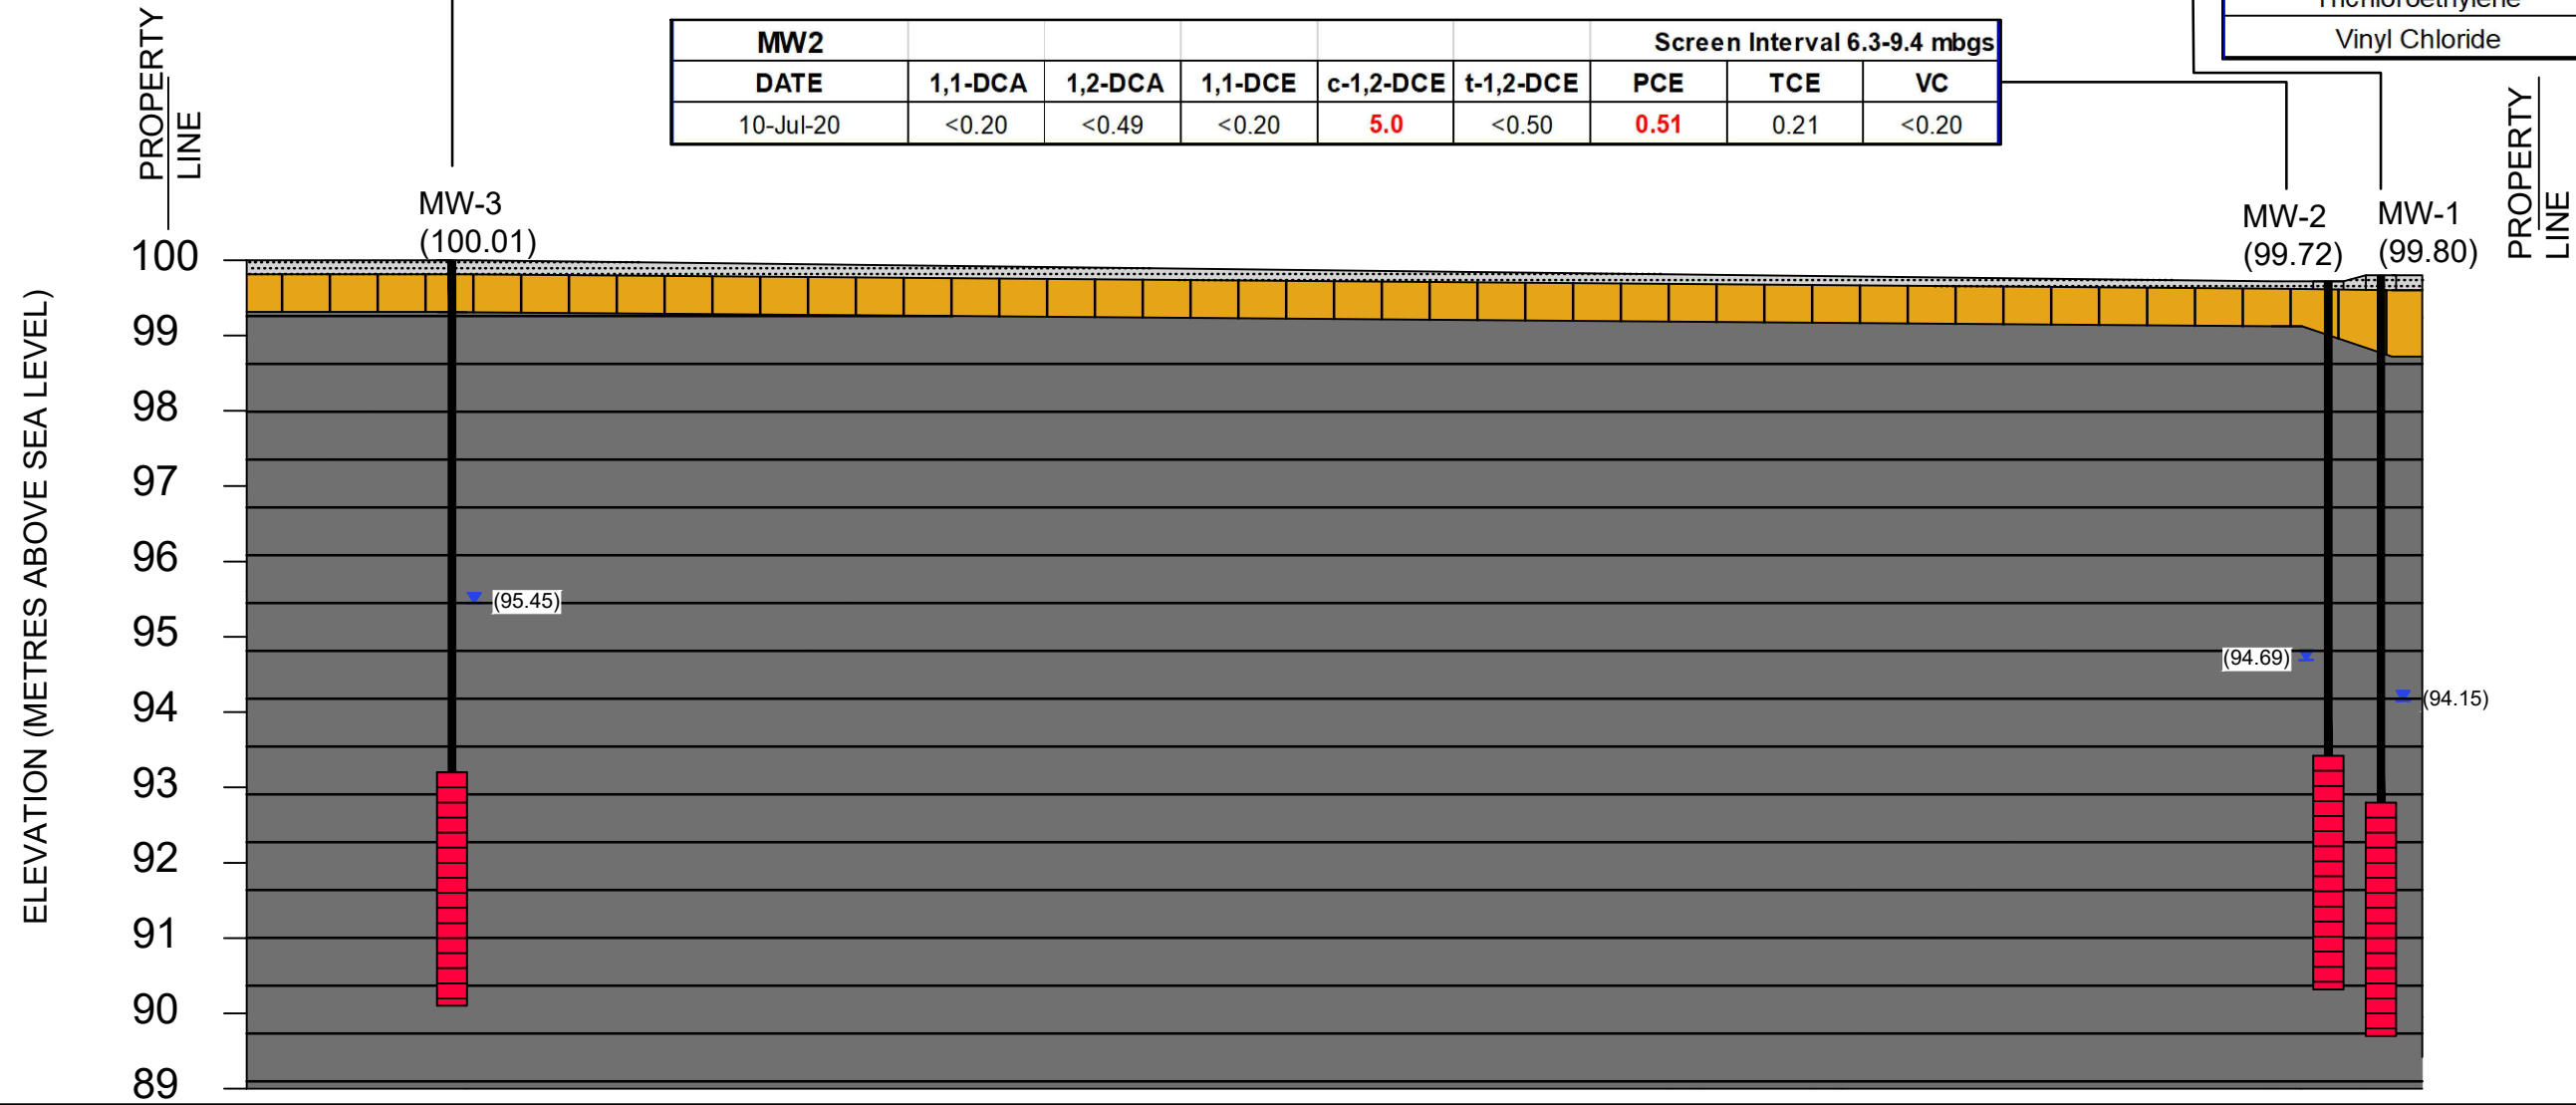 Trichloroethylene
Vinyl Chloride
PROPERTY
LINE
MW2 Screen Interval 6.3-9.4 mbgs
DATE 1,1-DCA 1,2-DCA 1,1-DCE c-1,2-DCE t-1,2-DCE PCE TCE VC
10-Jul-20 <0.20 <0.49 <0.20 5.0 <0.50 0.51 0.21 <0.20
PROPERTY
LINE
MW-3
(100.01)
MW-2
(99.72)
MW-1
(99.80)
ELEVATION (METRES ABOVE SEA LEVEL)
100
99
98
97
96
95
94
93
92
91
90
89
(95.45)
(94.69)
(94.15)